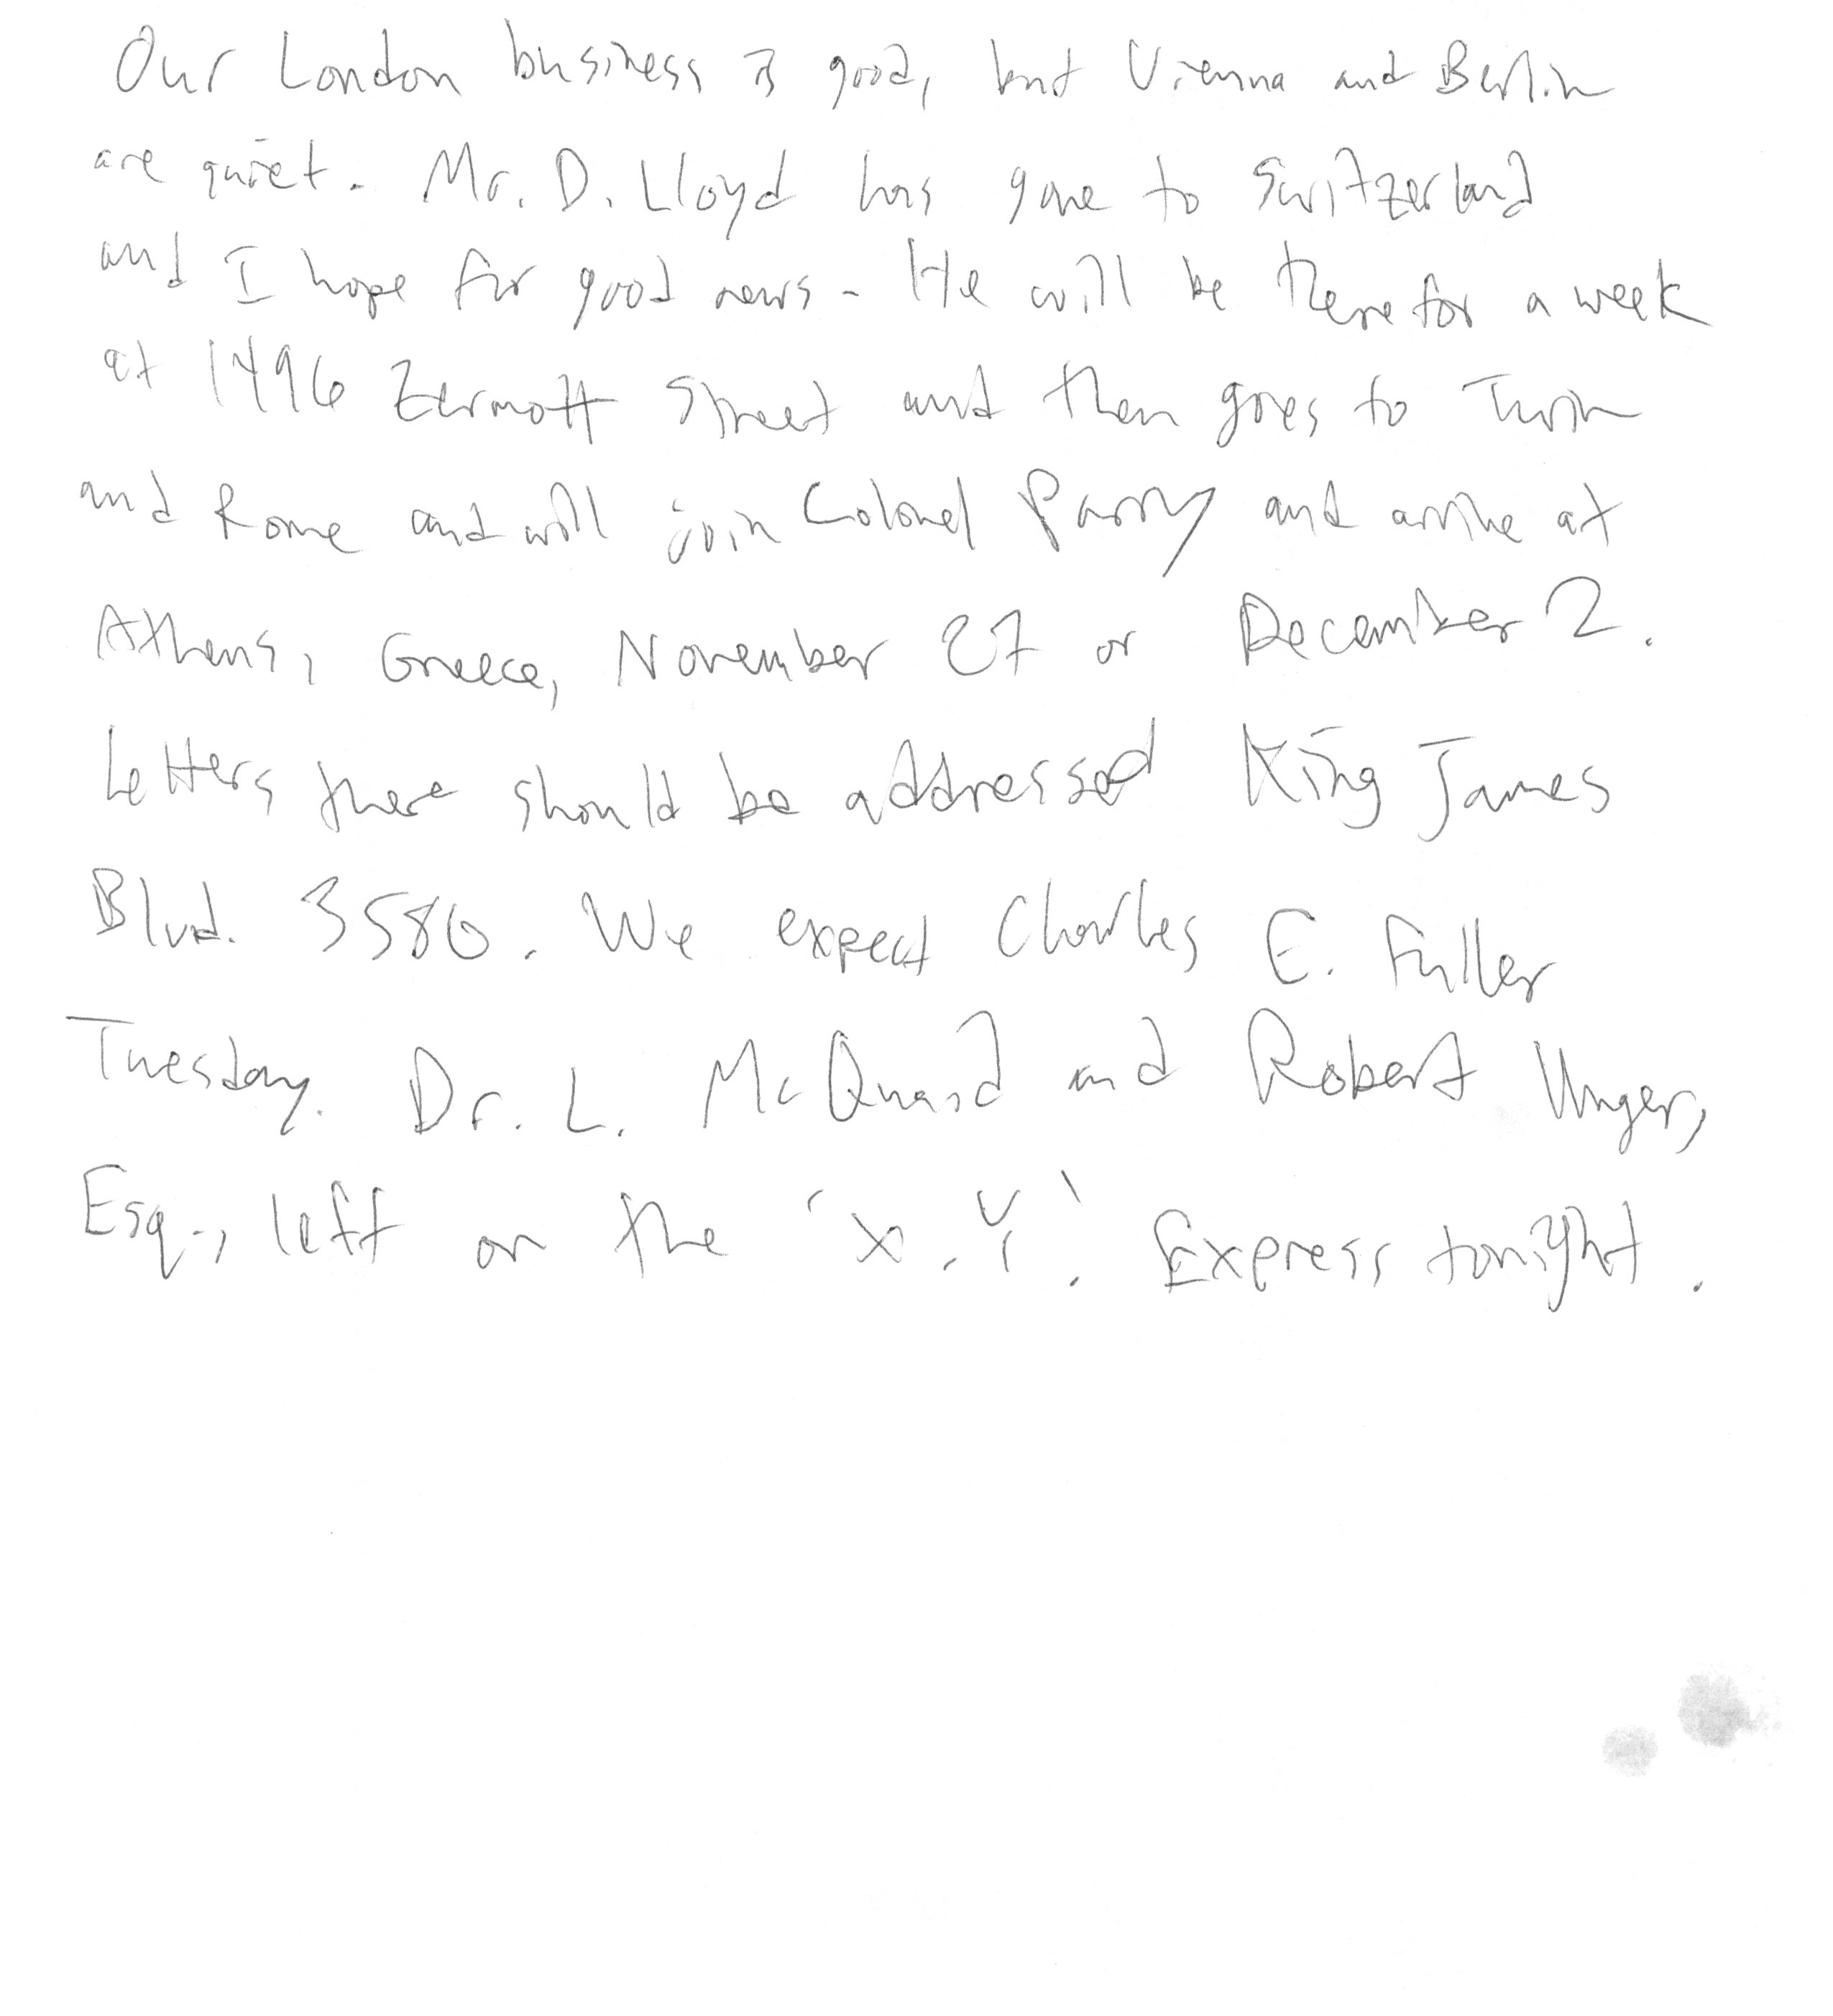 Our London business is good, but Vienna and Berlin
are quiet. Mr. D. Lloyd has gone to Switzerland
and I hope for good news. He will be there for a week
at 1496 Zermott Street and then goes to Turin
and Rome and will join Colonel Parry and arrive at
Athens, Greece, November 27 or December 2.
Letters there should be addressed King James
Blvd. 3580. We expect Charles E. Fuller
Tuesday. Dr. L. McQuaid and Robert Unger,
Esq., left on the 'X.Y.' Express tonight.